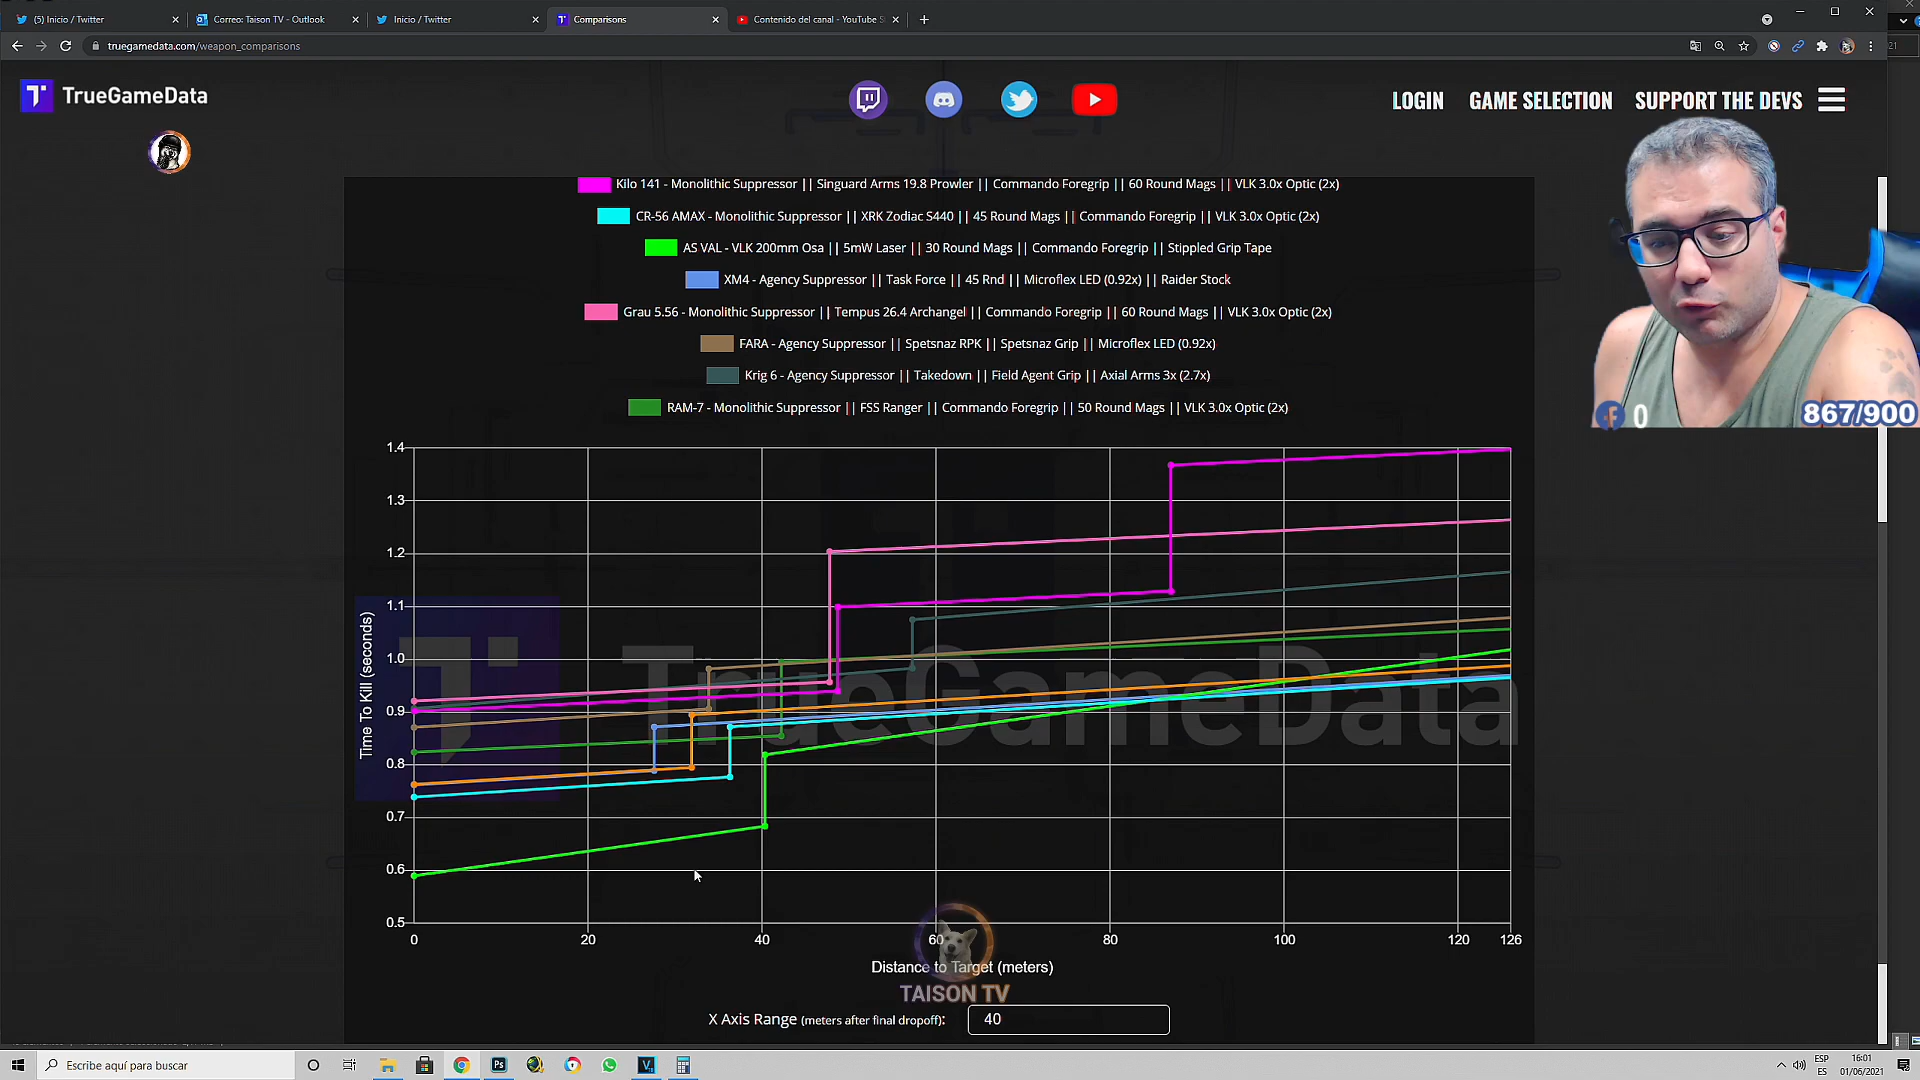 (5) Inicio / Twitter
Correo: Taison TV - Outlook
Inicio / Twitter
Comparisons
Contenido del canal - YouTube S
truegamedata.com/weapon_comparisons
21
TrueGameData
LOGIN
GAME SELECTION
SUPPORT THE DEVS
Kilo 141 - Monolithic Suppressor || Singuard Arms 19.8 Prowler || Commando Foregrip || 60 Round Mags || VLK 3.0x Optic (2x)
CR-56 AMAX - Monolithic Suppressor || XRK Zodiac S440 || 45 Round Mags || Commando Foregrip || VLK 3.0x Optic (2x)
AS VAL - VLK 200mm Osa || 5mW Laser || 30 Round Mags || Commando Foregrip || Stippled Grip Tape
XM4 - Agency Suppressor || Task Force || 45 Rnd || Microflex LED (0.92x) || Raider Stock
Grau 5.56 - Monolithic Suppressor || Tempus 26.4 Archangel || Commando Foregrip || 60 Round Mags || VLK 3.0x Optic (2x)
FARA - Agency Suppressor || Spetsnaz RPK || Spetsnaz Grip || Microflex LED (0.92x)
Krig 6 - Agency Suppressor || Takedown || Field Agent Grip || Axial Arms 3x (2.7x)
RAM-7 - Monolithic Suppressor || FSS Ranger || Commando Foregrip || 50 Round Mags || VLK 3.0x Optic (2x)
0
867/900
1.4
1.3
1.2
1.1
1.0
0.9
0.8
0.7
0.6
0.5
Time To Kill (seconds)
TrueGameData
0
20
40
60
80
100
120
126
Distance to Target (meters)
TAISON TV
X Axis Range (meters after final dropoff):
40
Escribe aquí para buscar
ESP
ES
16:01
01/06/2021